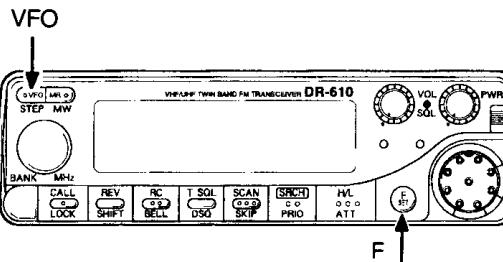 VFO
VFO MR
STEP MW
VHF/UHF TWIN BAND FM TRANSCEIVER DR-610
VOL
SQL
PWR
BANK MHz
CALL REV RC T SQL SCAN SRCH H/L
LOCK SHIFT BELL DSQ SKIP PRIO ATT
F
SET
F